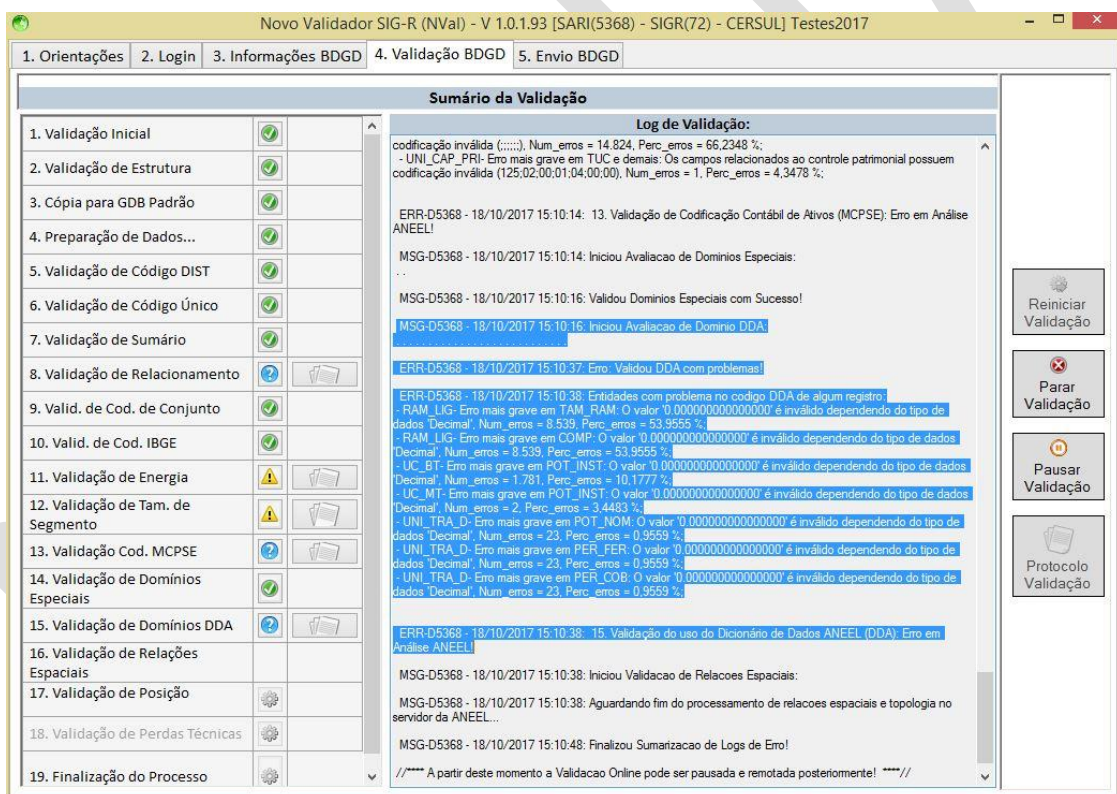 Novo Validador SIG-R (NVal) - V 1.0.1.93 [SARI(5368) - SIGR(72) - CERSUL] Testes2017
1. Orientações
2. Login
3. Informações BDGD
4. Validação BDGD
5. Envio BDGD
Sumário da Validação
1. Validação Inicial
2. Validação de Estrutura
3. Cópia para GDB Padrão
4. Preparação de Dados...
5. Validação de Código DIST
6. Validação de Código Único
7. Validação de Sumário
8. Validação de Relacionamento
9. Valid. de Cod. de Conjunto
10. Valid. de Cod. IBGE
11. Validação de Energia
12. Validação de Tam. de
Segmento
13. Validação Cod. MCPSE
14. Validação de Domínios
Especiais
15. Validação de Domínios DDA
16. Validação de Relações
Espaciais
17. Validação de Posição
18. Validação de Perdas Técnicas
19. Finalização do Processo
Log de Validação:
codificação inválida (;;;;;;), Num_erros = 14.824, Perc_erros = 66,2348 %;
- UNI_CAP_PRI- Erro mais grave em TUC e demais: Os campos relacionados ao controle patrimonial possuem
codificação inválida (125;02;00;01;04;00;00), Num_erros = 1, Perc_erros = 4,3478 %;
ERR-D5368 - 18/10/2017 15:10:14: 13. Validação de Codificação Contábil de Ativos (MCPSE): Erro em Análise
ANEEL!
MSG-D5368 - 18/10/2017 15:10:14: Iniciou Avaliacao de Dominios Especiais:
. .
MSG-D5368 - 18/10/2017 15:10:16: Validou Dominios Especiais com Sucesso!
MSG-D5368 - 18/10/2017 15:10:16: Iniciou Avaliacao de Dominio DDA:
. . . . . . . . . . . . . . . . . . . . . . . . . . .
ERR-D5368 - 18/10/2017 15:10:37: Erro: Validou DDA com problemas!
ERR-D5368 - 18/10/2017 15:10:38: Entidades com problema no codigo DDA de algum registro:
- RAM_LIG- Erro mais grave em TAM_RAM: O valor '0.000000000000000' é inválido dependendo do tipo de
dados 'Decimal', Num_erros = 8.539, Perc_erros = 53,9555 %;
- RAM_LIG- Erro mais grave em COMP: O valor '0.000000000000000' é inválido dependendo do tipo de dados
'Decimal', Num_erros = 8.539, Perc_erros = 53,9555 %;
- UC_BT- Erro mais grave em POT_INST: O valor '0.000000000000000' é inválido dependendo do tipo de dados
'Decimal', Num_erros = 1.781, Perc_erros = 10,1777 %;
- UC_MT- Erro mais grave em POT_INST: O valor '0.000000000000000' é inválido dependendo do tipo de dados
'Decimal', Num_erros = 2, Perc_erros = 3,4483 %;
- UNI_TRA_D- Erro mais grave em POT_NOM: O valor '0.000000000000000' é inválido dependendo do tipo de
dados 'Decimal', Num_erros = 23, Perc_erros = 0,9559 %;
- UNI_TRA_D- Erro mais grave em PER_FER: O valor '0.000000000000000' é inválido dependendo do tipo de
dados 'Decimal', Num_erros = 23, Perc_erros = 0,9559 %;
- UNI_TRA_D- Erro mais grave em PER_COB: O valor '0.000000000000000' é inválido dependendo do tipo de
dados 'Decimal', Num_erros = 23, Perc_erros = 0,9559 %;
ERR-D5368 - 18/10/2017 15:10:38: 15. Validação do uso do Dicionário de Dados ANEEL (DDA): Erro em
Análise ANEEL!
MSG-D5368 - 18/10/2017 15:10:38: Iniciou Validacao de Relacoes Espaciais:
MSG-D5368 - 18/10/2017 15:10:38: Aguardando fim do processamento de relacoes espaciais e topologia no
servidor da ANEEL...
MSG-D5368 - 18/10/2017 15:10:48: Finalizou Sumarizacao de Logs de Erro!
//**** A partir deste momento a Validacao Online pode ser pausada e remotada posteriormente! ****//
Reiniciar
Validação
Parar
Validação
Pausar
Validação
Protocolo
Validação